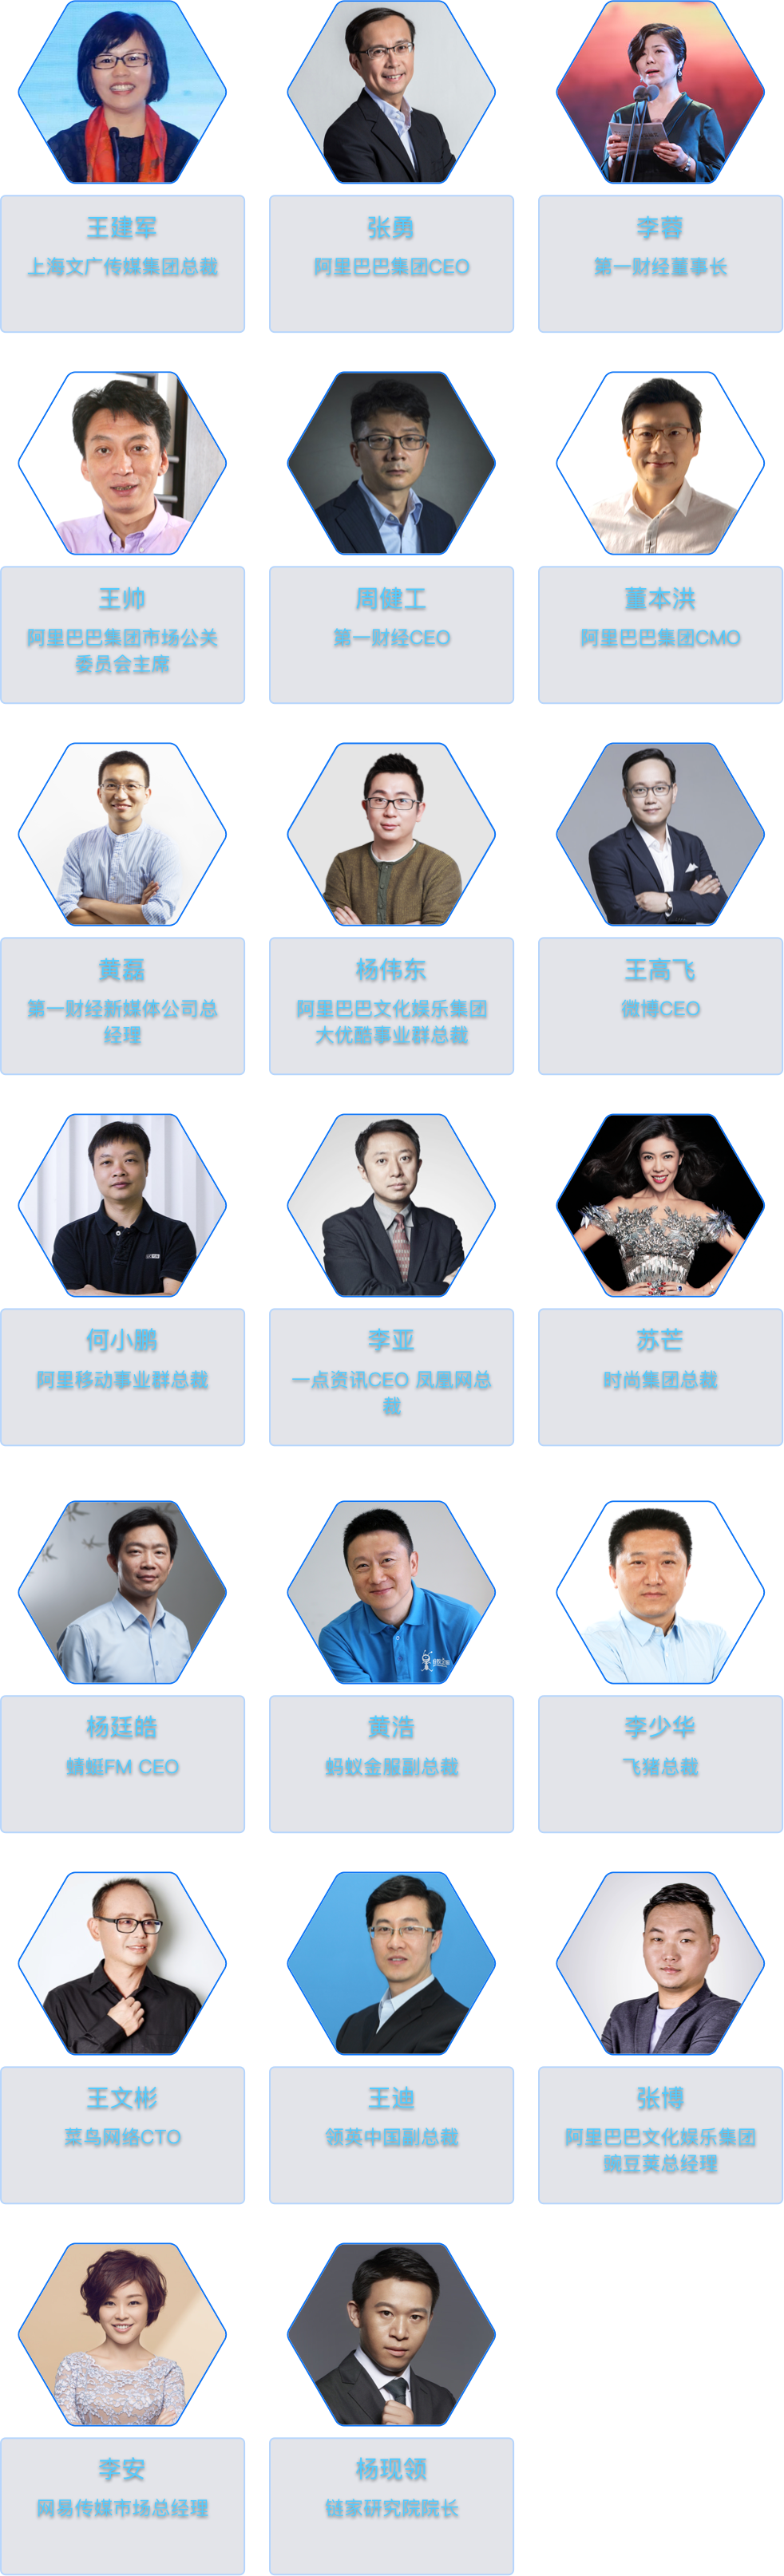 王建军
上海文广传媒集团总裁
张勇
阿里巴巴集团CEO
李蓉
第一财经董事长
王帅
阿里巴巴集团市场公关
委员会主席
周健工
第一财经CEO
董本洪
阿里巴巴集团CMO
黄磊
第一财经新媒体公司总
经理
杨伟东
阿里巴巴文化娱乐集团
大优酷事业群总裁
王高飞
微博CEO
何小鹏
阿里移动事业群总裁
李亚
一点资讯CEO 凤凰网总
裁
苏芒
时尚集团总裁
杨廷皓
蜻蜓FM CEO
黄浩
蚂蚁金服副总裁
李少华
飞猪总裁
王文彬
菜鸟网络CTO
王迪
领英中国副总裁
张博
阿里巴巴文化娱乐集团
豌豆荚总经理
李安
网易传媒市场总经理
杨现领
链家研究院院长